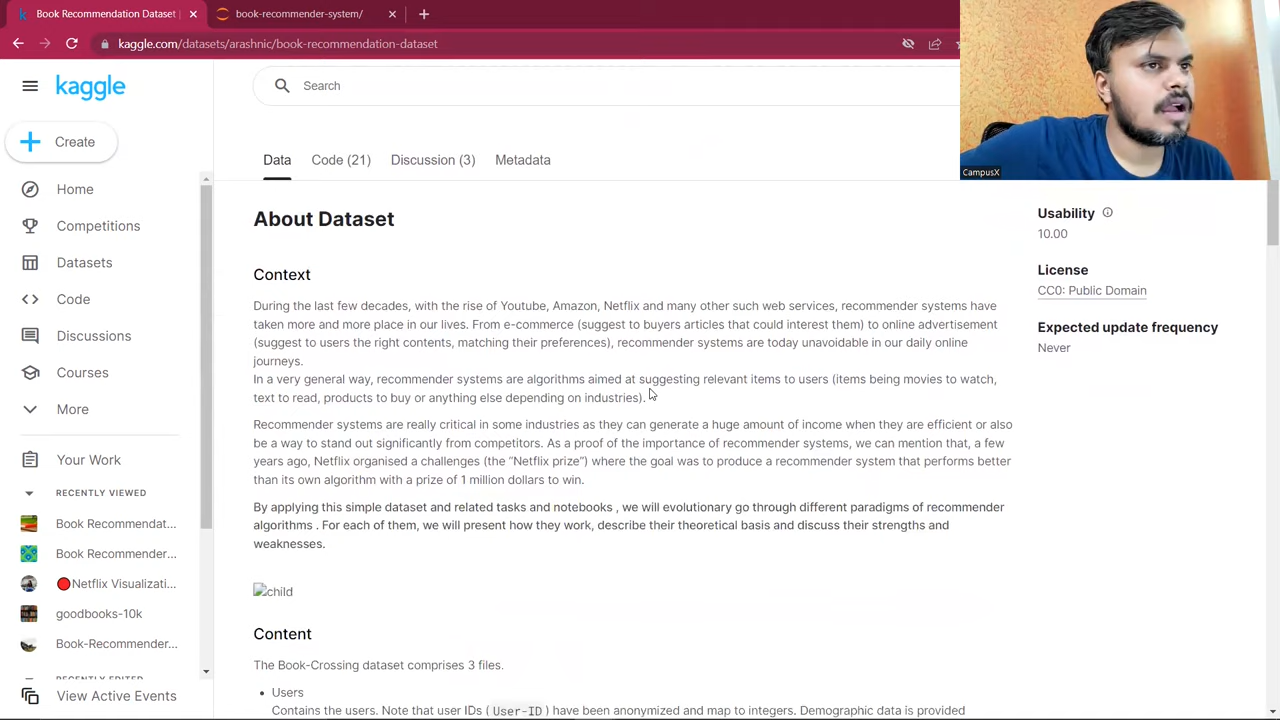 Book Recommendation Dataset
book-recommender-system/
kaggle.com/datasets/arashnic/book-recommendation-dataset
kaggle
Search
CampusX
Create
Data
Code (21)
Discussion (3)
Metadata
Home
Competitions
Datasets
Code
Discussions
Courses
More
Your Work
RECENTLY VIEWED
Book Recommendat...
Book Recommender...
Netflix Visualizati...
goodbooks-10k
Book-Recommender...
RECENTLY EDITED
View Active Events
About Dataset
Context
During the last few decades, with the rise of Youtube, Amazon, Netflix and many other such web services, recommender systems have
taken more and more place in our lives. From e-commerce (suggest to buyers articles that could interest them) to online advertisement
(suggest to users the right contents, matching their preferences), recommender systems are today unavoidable in our daily online
journeys.
In a very general way, recommender systems are algorithms aimed at suggesting relevant items to users (items being movies to watch,
text to read, products to buy or anything else depending on industries).
Recommender systems are really critical in some industries as they can generate a huge amount of income when they are efficient or also
be a way to stand out significantly from competitors. As a proof of the importance of recommender systems, we can mention that, a few
years ago, Netflix organised a challenges (the “Netflix prize”) where the goal was to produce a recommender system that performs better
than its own algorithm with a prize of 1 million dollars to win.
By applying this simple dataset and related tasks and notebooks , we will evolutionary go through different paradigms of recommender
algorithms . For each of them, we will present how they work, describe their theoretical basis and discuss their strengths and
weaknesses.
child
Content
The Book-Crossing dataset comprises 3 files.
• Users
Contains the users. Note that user IDs ( User-ID ) have been anonymized and map to integers. Demographic data is provided
Usability
10.00
License
CC0: Public Domain
Expected update frequency
Never